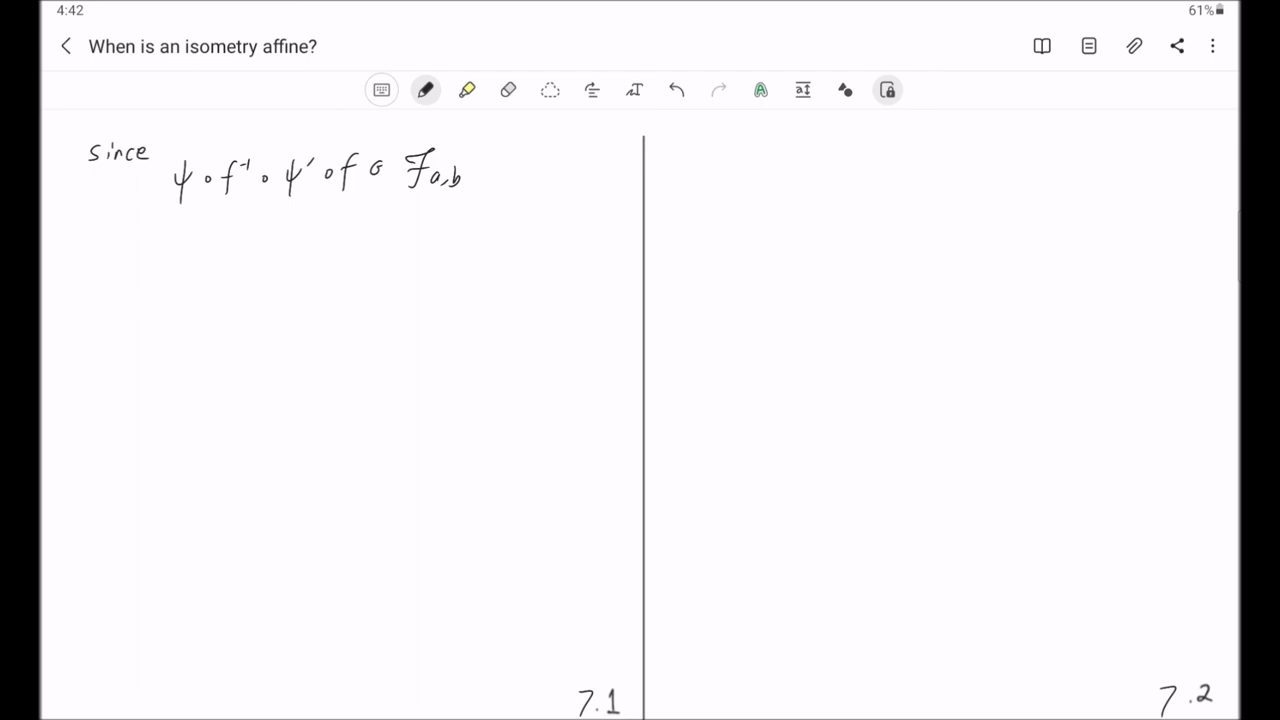 4:42
61%
When is an isometry affine?
since
ψ ∘ f⁻¹ ∘ ψ′ ∘ f ∈ ℱa,b
7.1
7.2